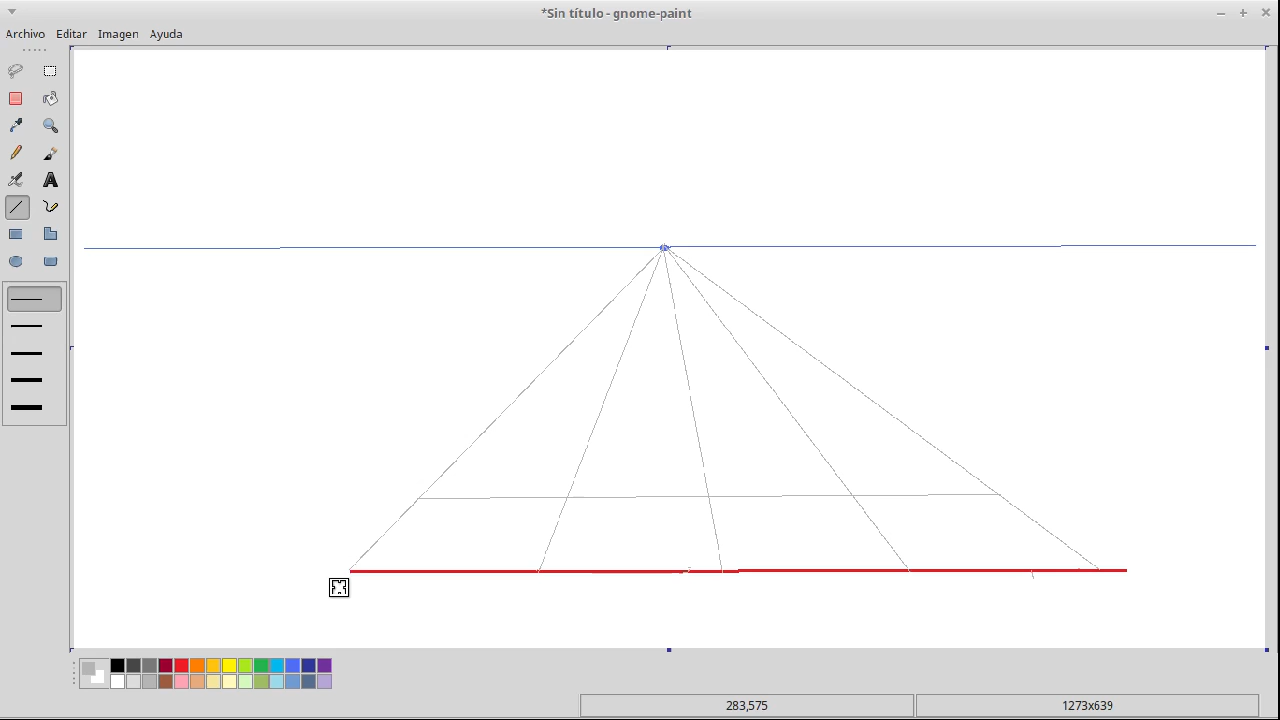 *Sin título - gnome-paint
Archivo Editar Imagen Ayuda
A
283,575 1273x639